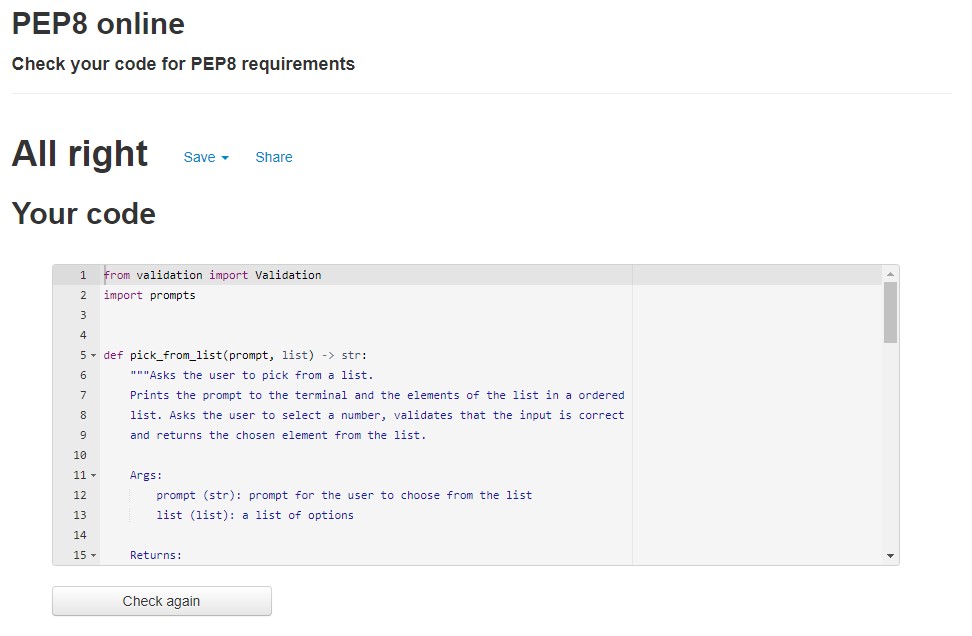 PEP8 online
Check your code for PEP8 requirements
All right Save Share
Your code
1 from validation import Validation
2 import prompts
3
4
5 def pick_from_list(prompt, list) -> str:
6 """Asks the user to pick from a list.
7 Prints the prompt to the terminal and the elements of the list in a ordered
8 list. Asks the user to select a number, validates that the input is correct
9 and returns the chosen element from the list.
10
11 Args:
12 prompt (str): prompt for the user to choose from the list
13 list (list): a list of options
14
15 Returns:
Check again